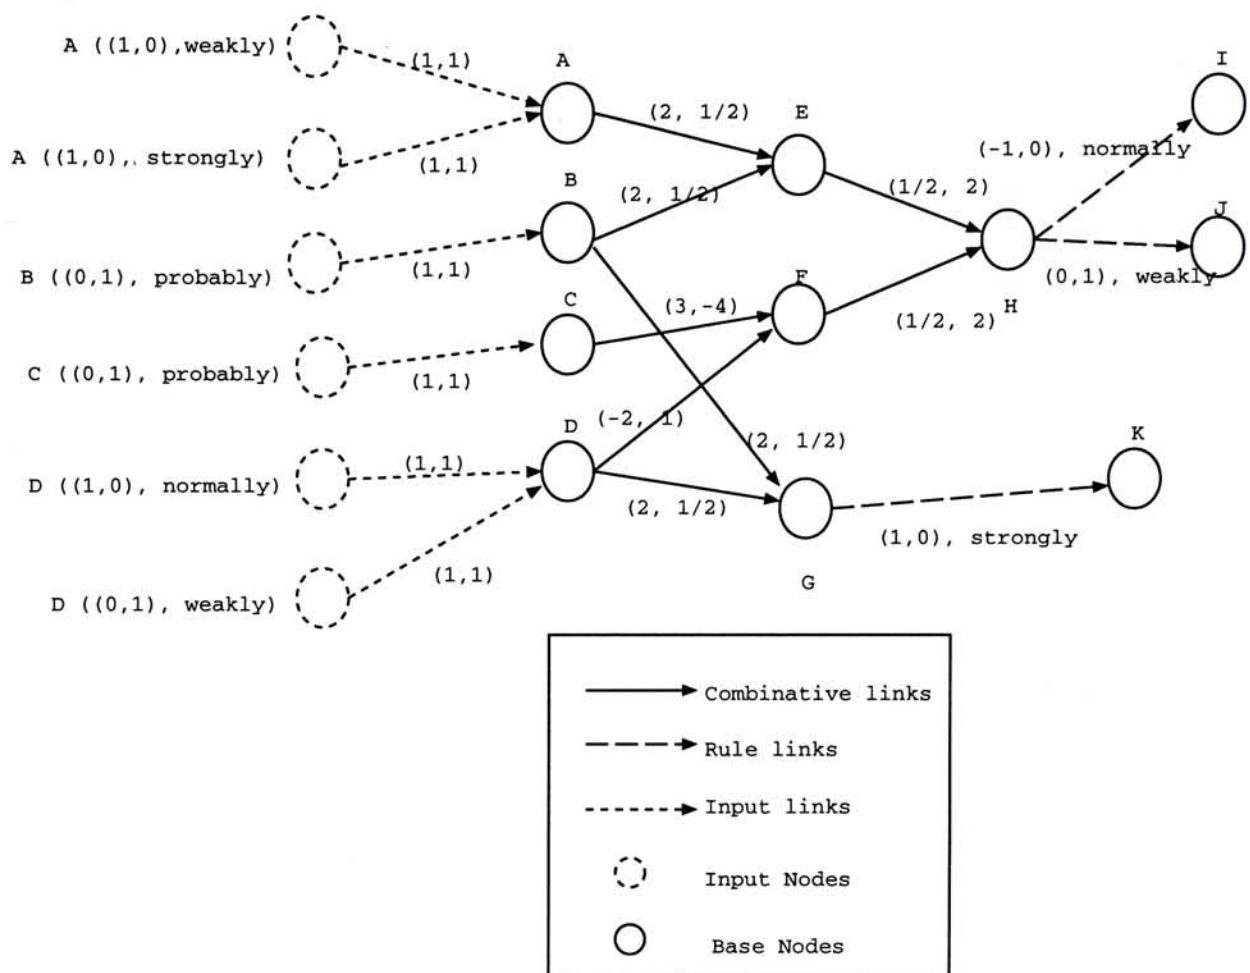 I
A ((1,0),weakly)
(1,1)
A
(2, 1/2)
E
A ((1,0), strongly)
(1,1)
(-1,0), normally
B
(2, 1/2)
(1/2, 2)
J
B ((0,1), probably)
(1,1)
F
(0,1), weakly
C
(3,-4)
H
(1/2, 2)
C ((0,1), probably)
(1,1)
D
(-2, 1)
(2, 1/2)
K
D ((1,0), normally)
(1,1)
(2, 1/2)
(1,0), strongly
(1,1)
G
D ((0,1), weakly)
Combinative links
Rule links
Input links
Input Nodes
Base Nodes